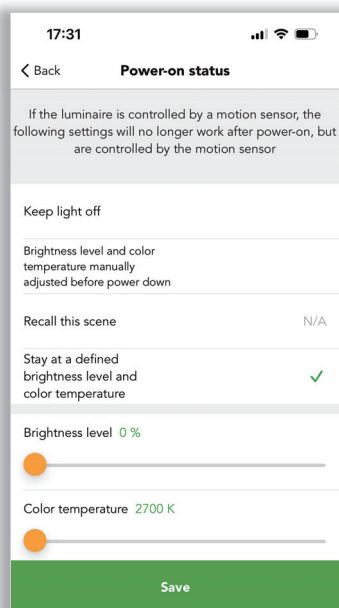 17:31
Back Power-on status
If the luminaire is controlled by a motion sensor, the
following settings will no longer work after power-on, but
are controlled by the motion sensor
Keep light off
Brightness level and color
temperature manually
adjusted before power down
Recall this scene N/A
Stay at a defined
brightness level and
color temperature
Brightness level 0 %
Color temperature 2700 K
Save